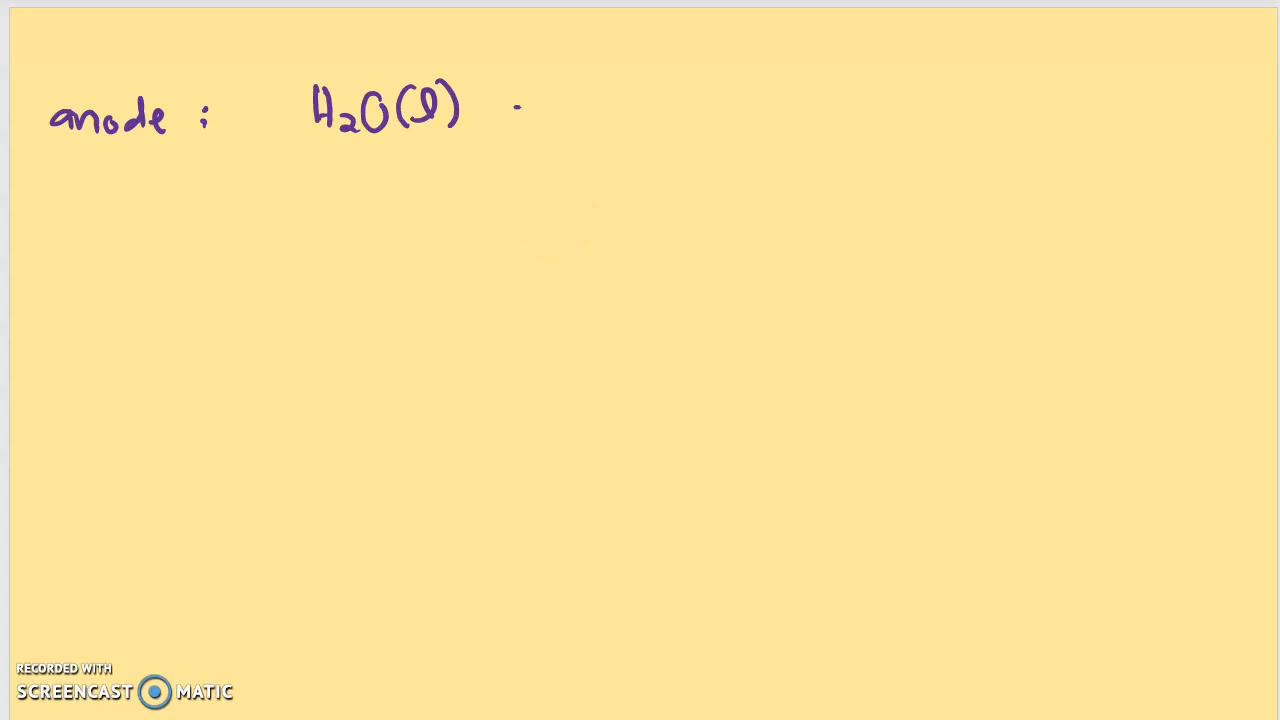 anode : H₂O(l)
RECORDED WITH
SCREENCAST MATIC